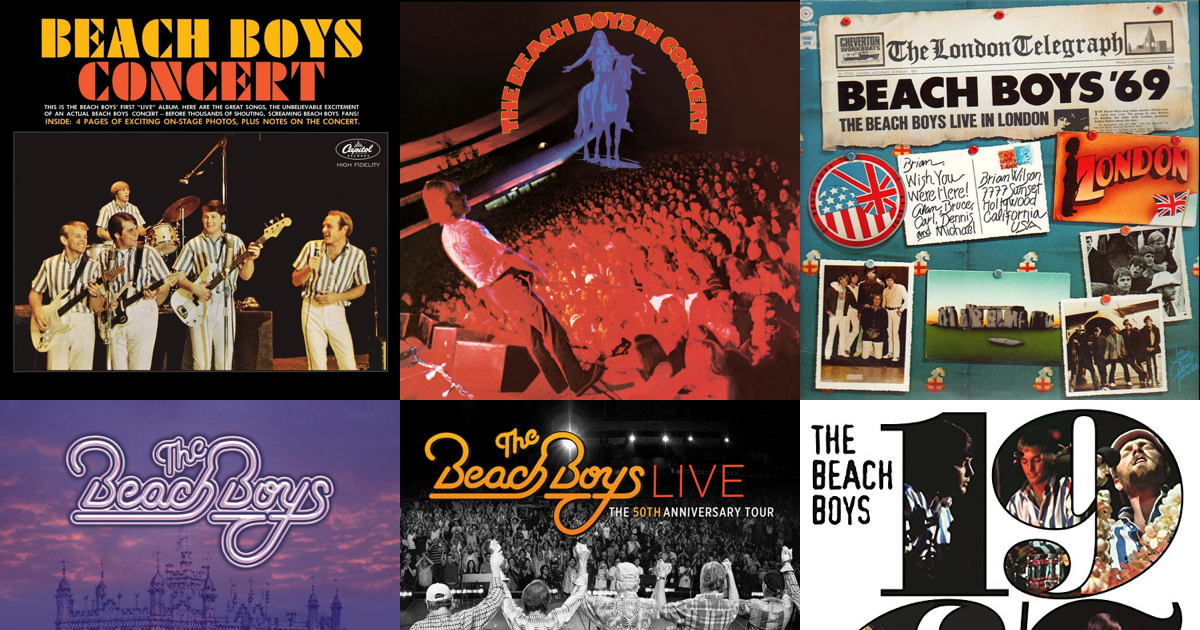 BEACH BOYS
CONCERT
THIS IS THE BEACH BOYS' FIRST "LIVE" ALBUM. HERE ARE THE GREAT SONGS, THE UNBELIEVABLE EXCITEMENT
OF AN ACTUAL BEACH BOYS CONCERT – BEFORE THOUSANDS OF SHOUTING, SCREAMING BEACH BOYS FANS!
INSIDE: 4 PAGES OF EXCITING ON-STAGE PHOTOS, PLUS NOTES ON THE CONCERT.
Capitol
RECORDS
HIGH FIDELITY
THE BEACH BOYS IN CONCERT
CHEVERTON
WORKBOATS
The London Telegraph
BEACH BOYS '69
THE BEACH BOYS LIVE IN LONDON
Brian,
Wish You
Were Here!
Alan, Bruce,
Carl, Dennis
and Michael
Brian Wilson
7777 Sunset
Hollywood
California
USA
LONDON
The
Beach Boys
The
Beach Boys LIVE
THE 50TH ANNIVERSARY TOUR
THE
BEACH
BOYS
19